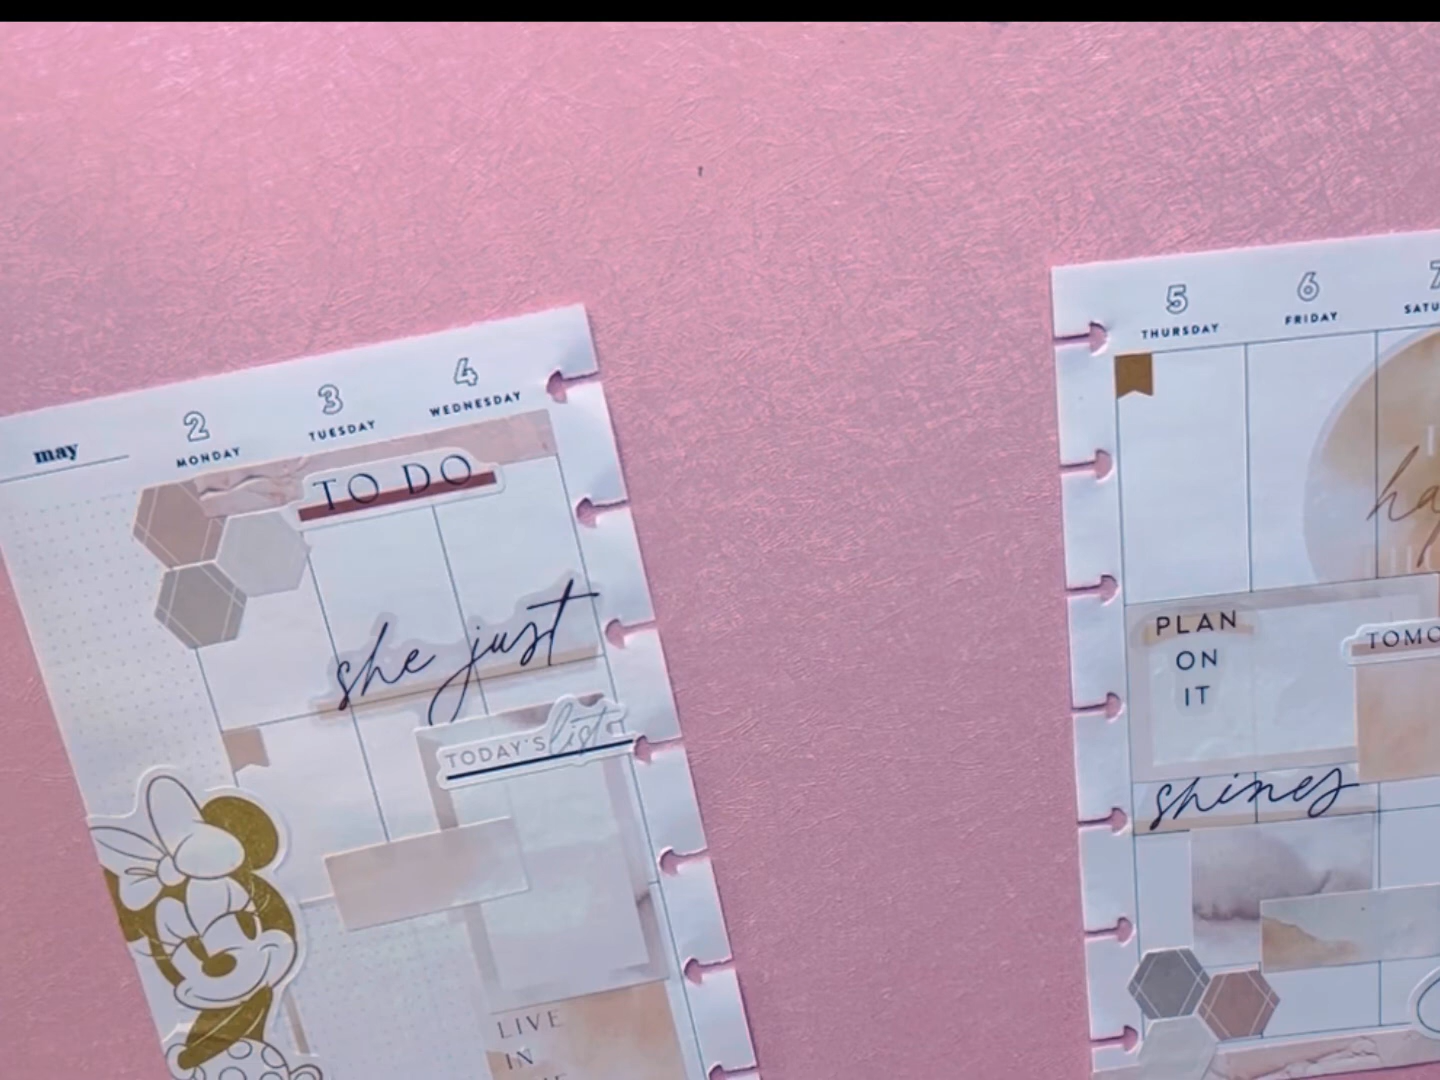 may
2
MONDAY
3
TUESDAY
4
WEDNESDAY
TO DO
she just
TODAY'S list
LIVE
IN
5
THURSDAY
6
FRIDAY
7
PLAN
ON
IT
shines